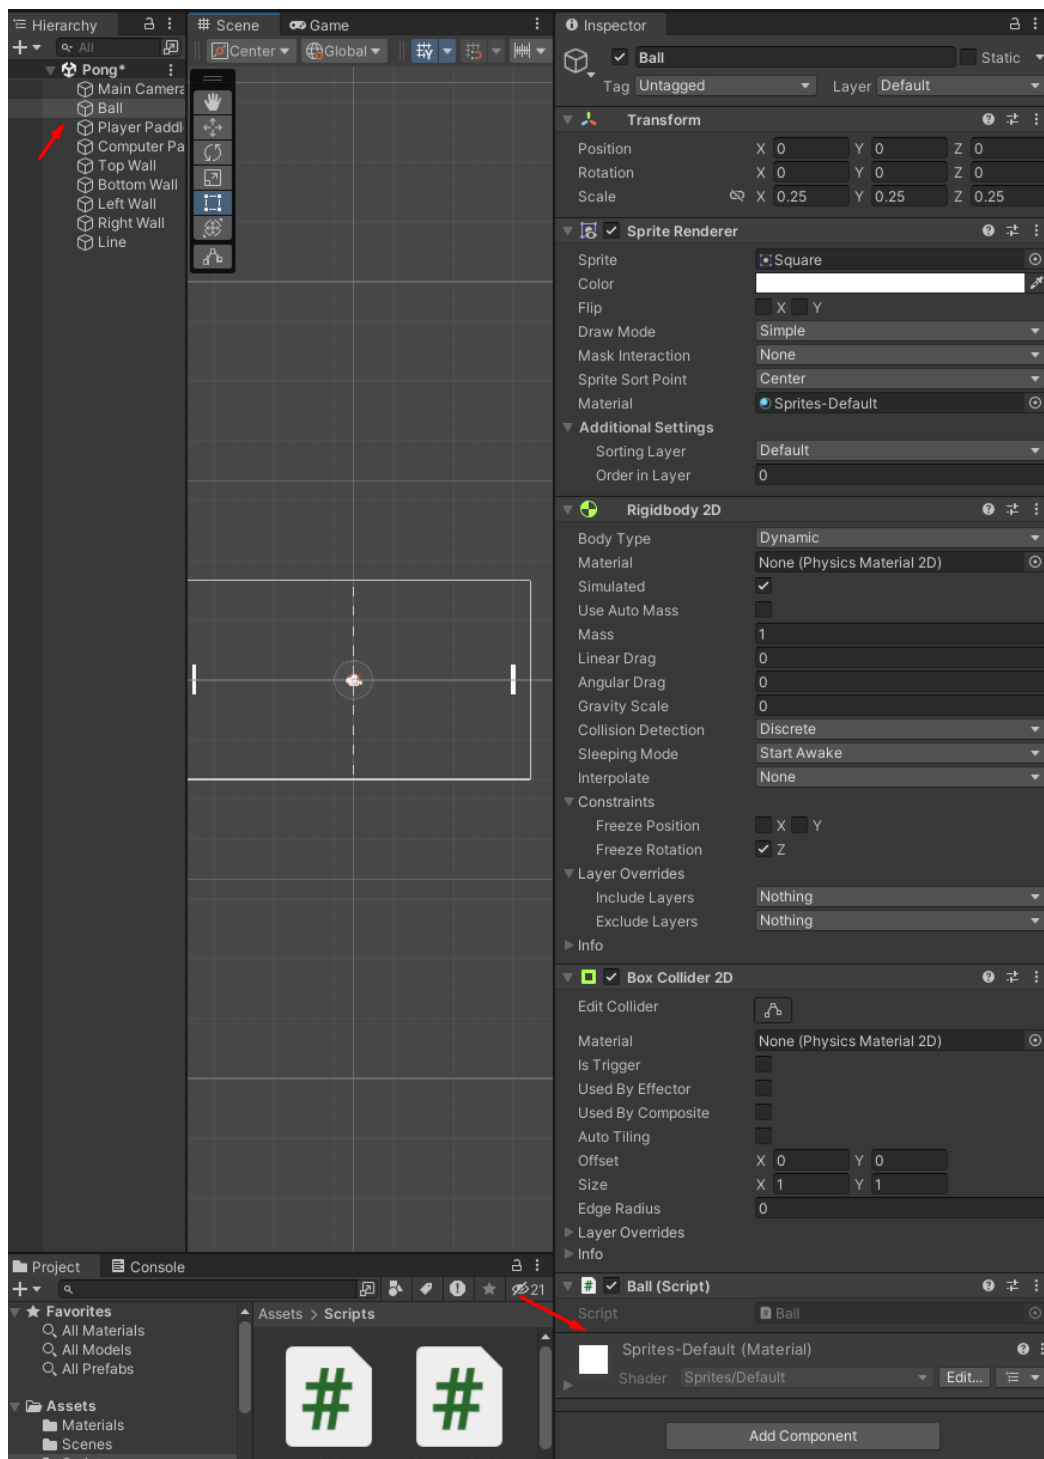 Hierarchy
All
Pong*
Main Camera
Ball
Player Paddl
Computer Pa
Top Wall
Bottom Wall
Left Wall
Right Wall
Line
Scene
Game
Center
Global
Inspector
Ball
Static
Tag Untagged Layer Default
Transform
Position X 0 Y 0 Z 0
Rotation X 0 Y 0 Z 0
Scale X 0.25 Y 0.25 Z 0.25
Sprite Renderer
Sprite Square
Color
Flip X Y
Draw Mode Simple
Mask Interaction None
Sprite Sort Point Center
Material Sprites-Default
Additional Settings
Sorting Layer Default
Order in Layer 0
Rigidbody 2D
Body Type Dynamic
Material None (Physics Material 2D)
Simulated
Use Auto Mass
Mass 1
Linear Drag 0
Angular Drag 0
Gravity Scale 0
Collision Detection Discrete
Sleeping Mode Start Awake
Interpolate None
Constraints
Freeze Position X Y
Freeze Rotation Z
Layer Overrides
Include Layers Nothing
Exclude Layers Nothing
Info
Box Collider 2D
Edit Collider
Material None (Physics Material 2D)
Is Trigger
Used By Effector
Used By Composite
Auto Tiling
Offset X 0 Y 0
Size X 1 Y 1
Edge Radius 0
Layer Overrides
Info
Ball (Script)
Script Ball
Sprites-Default (Material)
Shader Sprites/Default Edit...
Add Component
Project
Console
21
Favorites
All Materials
All Models
All Prefabs
Assets
Materials
Scenes
Assets > Scripts
# #